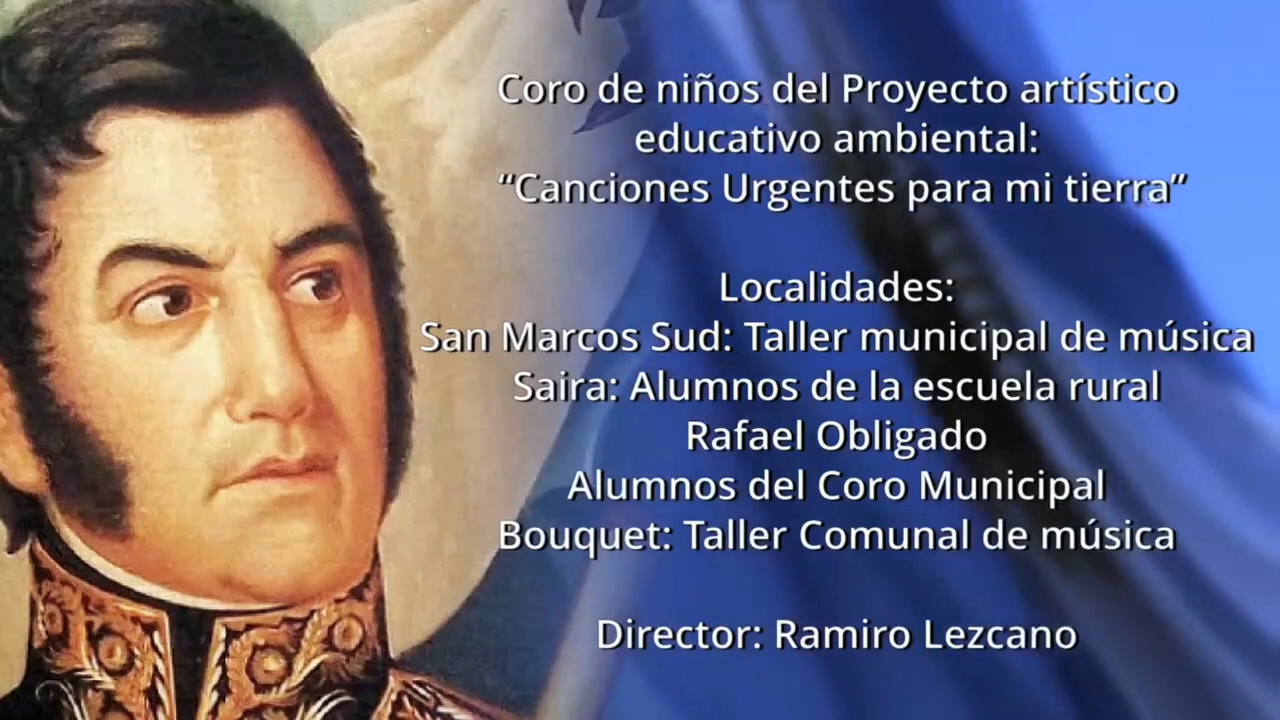 Coro de niños del Proyecto artístico
educativo ambiental:
“Canciones Urgentes para mi tierra”
Localidades:
San Marcos Sud: Taller municipal de música
Saira: Alumnos de la escuela rural
Rafael Obligado
Alumnos del Coro Municipal
Bouquet: Taller Comunal de música
Director: Ramiro Lezcano